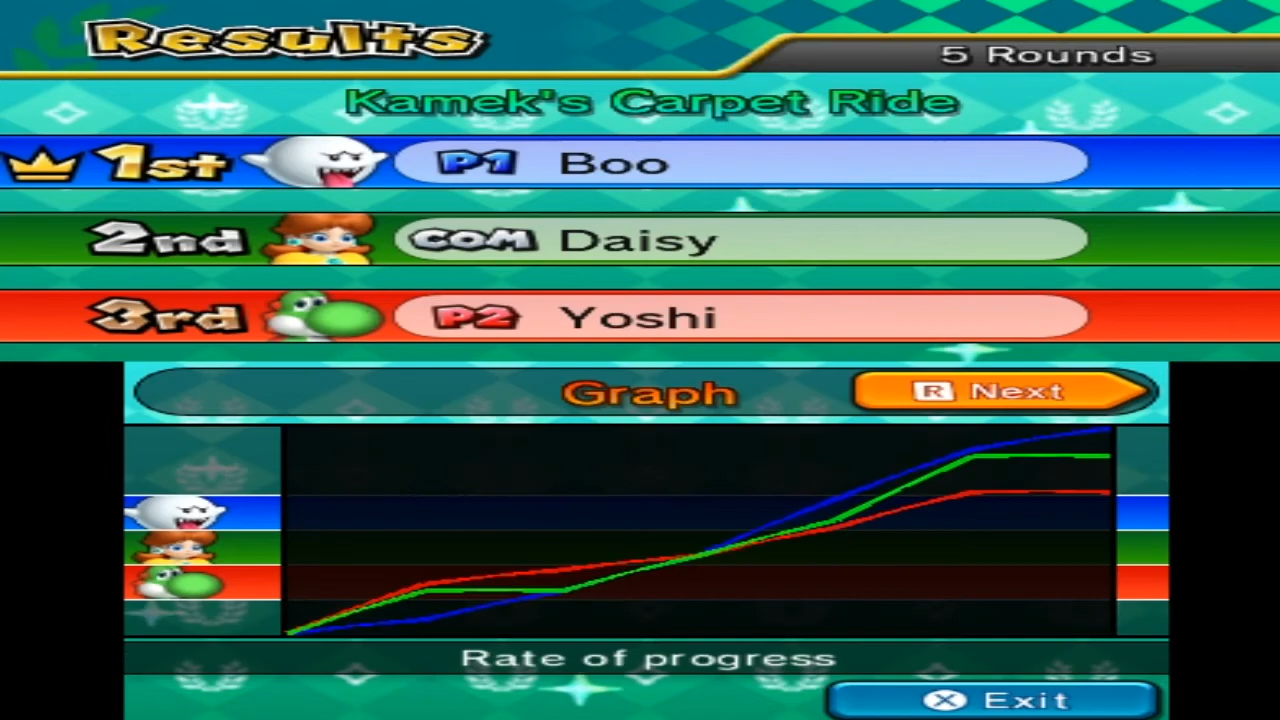 Results
5 Rounds
Kamek's Carpet Ride
1st P1 Boo
2nd COM Daisy
3rd P2 Yoshi
Graph
R Next
Rate of progress
X Exit